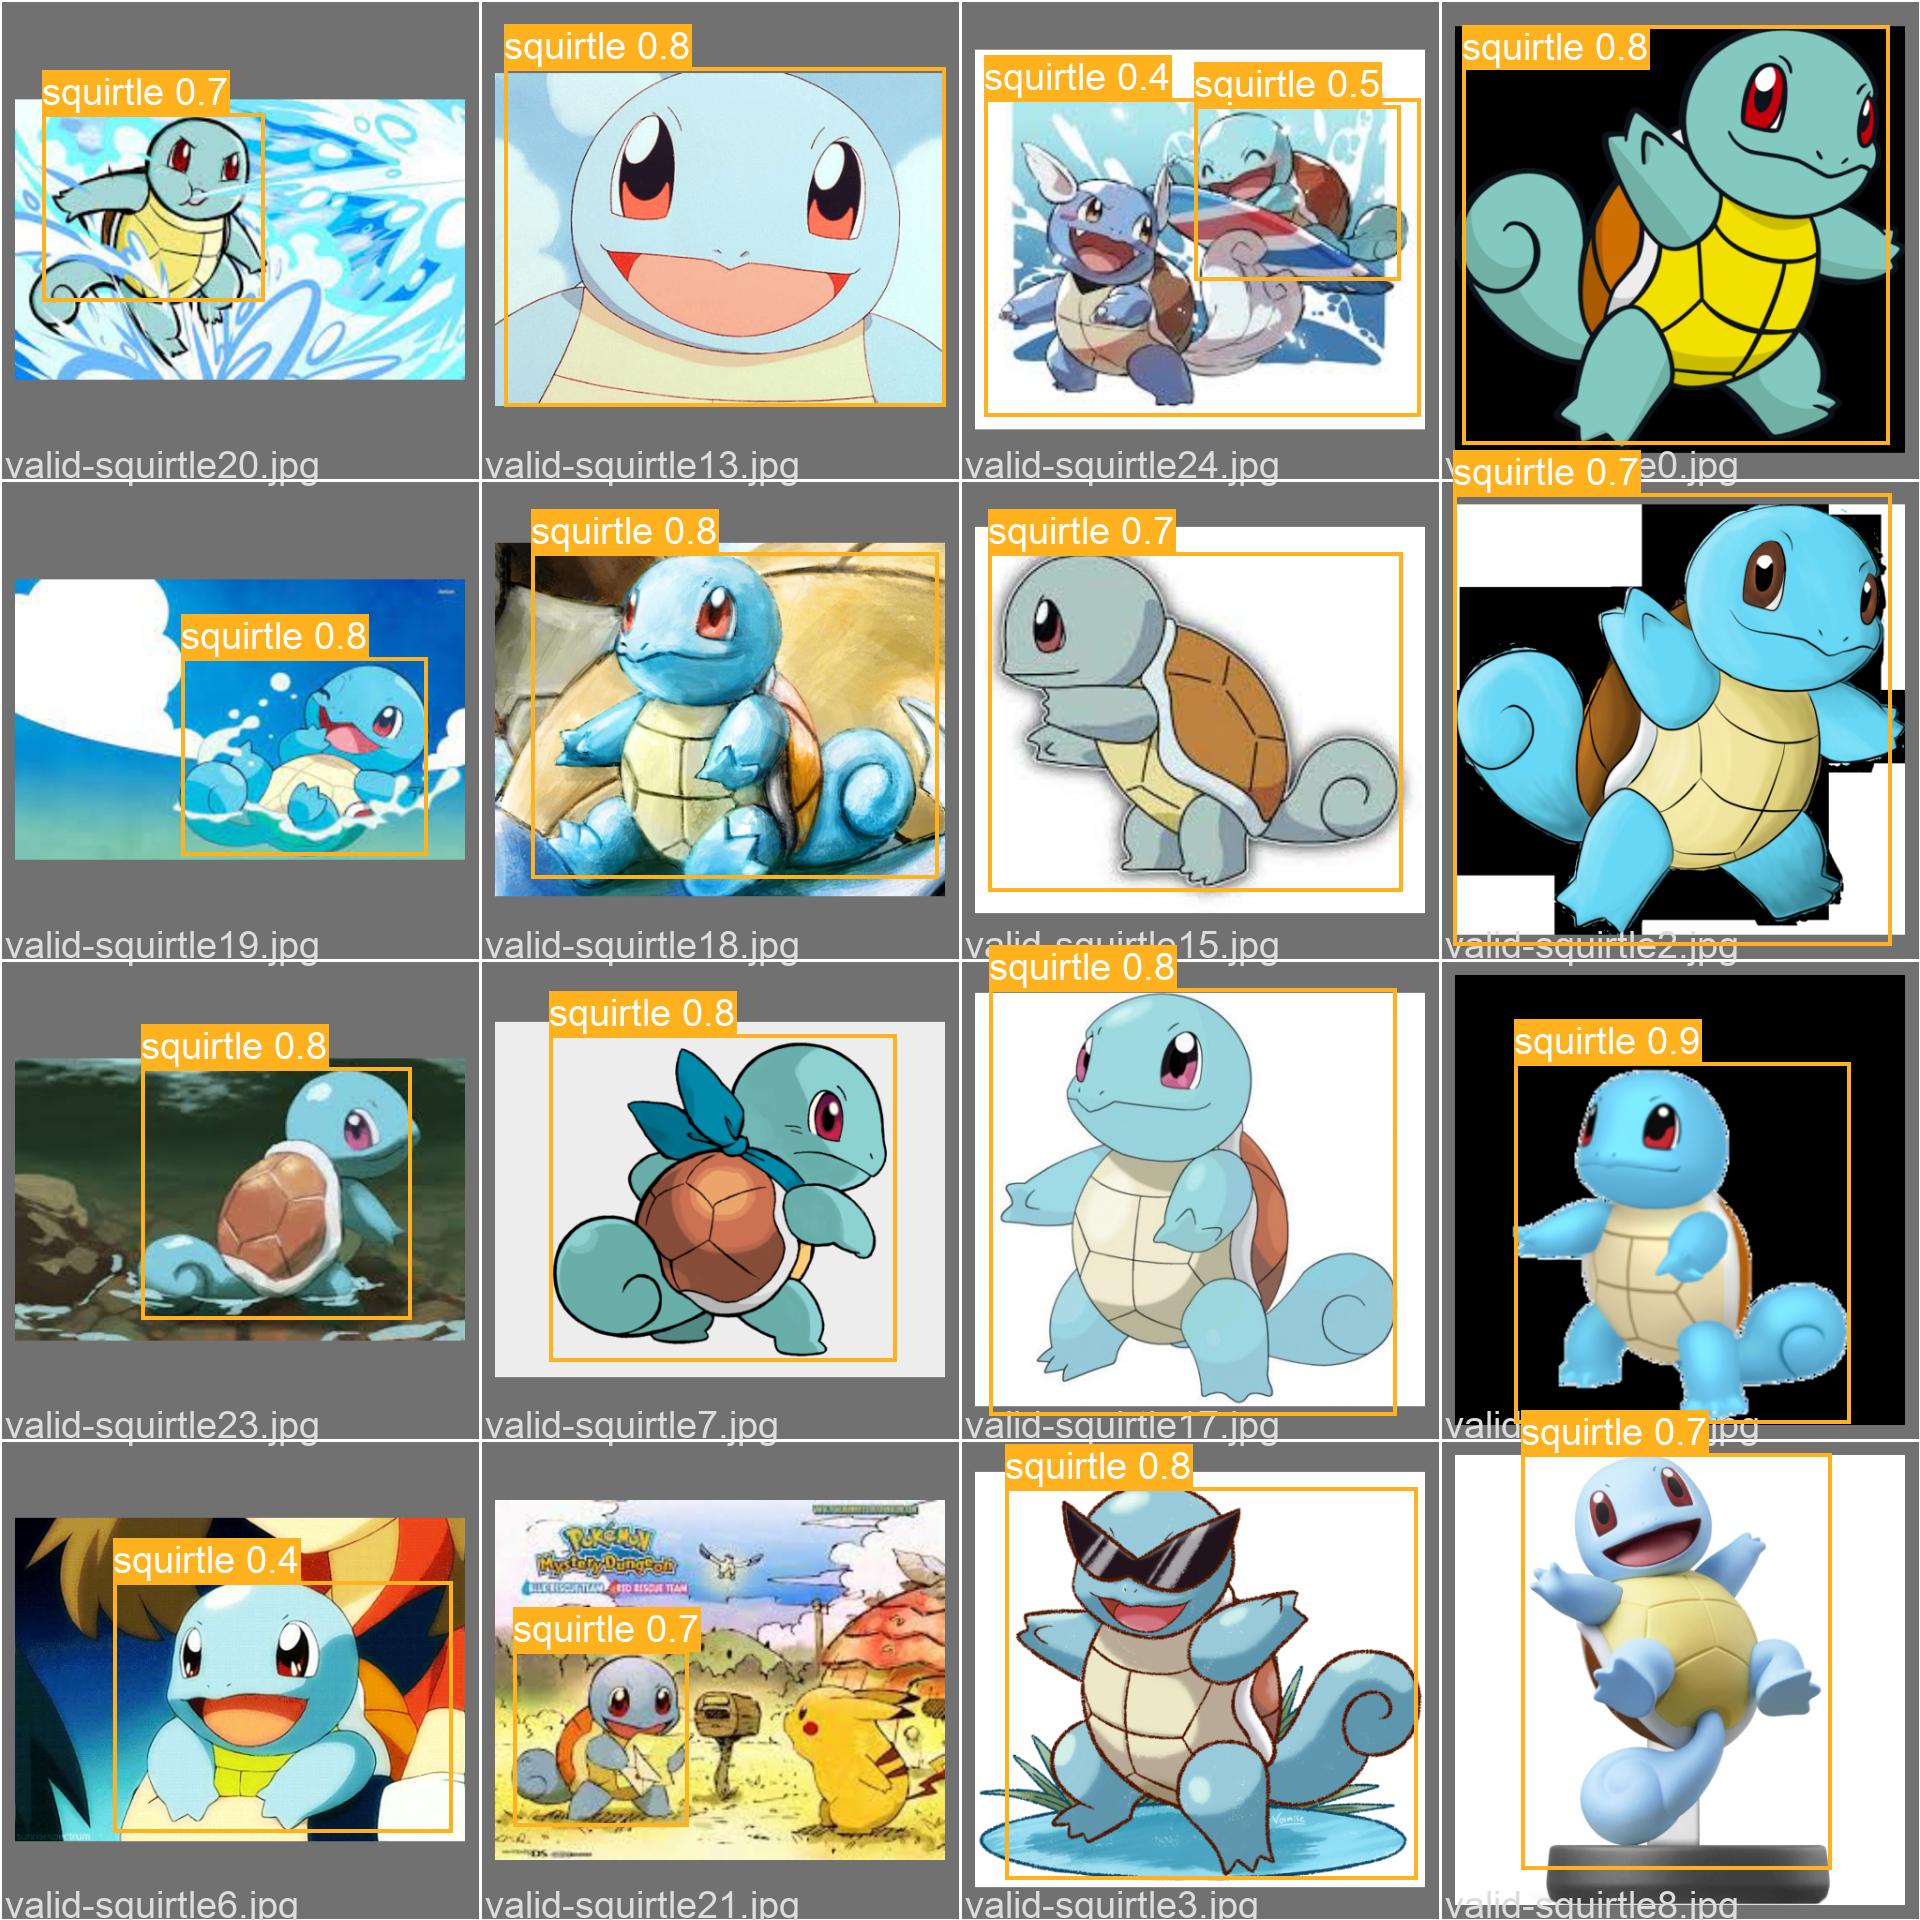 squirtle 0.7
squirtle 0.8
squirtle 0.4
squirtle 0.5
squirtle 0.8
valid-squirtle20.jpg
valid-squirtle13.jpg
valid-squirtle24.jpg
e0.jpg
squirtle 0.8
squirtle 0.8
squirtle 0.7
squirtle 0.7
valid-squirtle19.jpg
valid-squirtle18.jpg
valid-squirtle15.jpg
valid-squirtle2.jpg
squirtle 0.8
squirtle 0.8
squirtle 0.8
squirtle 0.9
valid-squirtle23.jpg
valid-squirtle7.jpg
valid-squirtle17.jpg
valid jpg
squirtle 0.4
POKéMON
Mystery Dungeon
BLUE RESCUE TEAM RED RESCUE TEAM
squirtle 0.7
DS
squirtle 0.8
squirtle 0.7
valid-squirtle6.jpg
valid-squirtle21.jpg
valid-squirtle3.jpg
valid-squirtle8.jpg